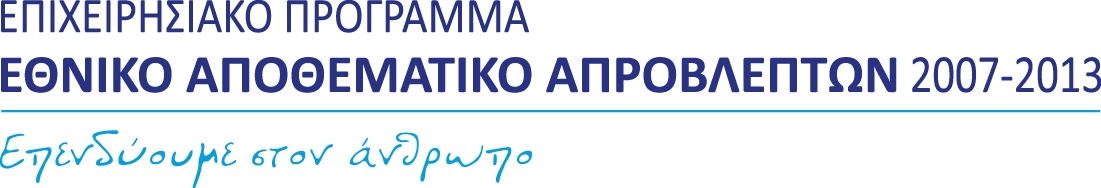 ΕΠΙΧΕΙΡΗΣΙΑΚΟ ΠΡΟΓΡΑΜΜΑ
ΕΘΝΙΚΟ ΑΠΟΘΕΜΑΤΙΚΟ ΑΠΡΟΒΛΕΠΤΩΝ 2007-2013
Επενδύουμε στον άνθρωπο